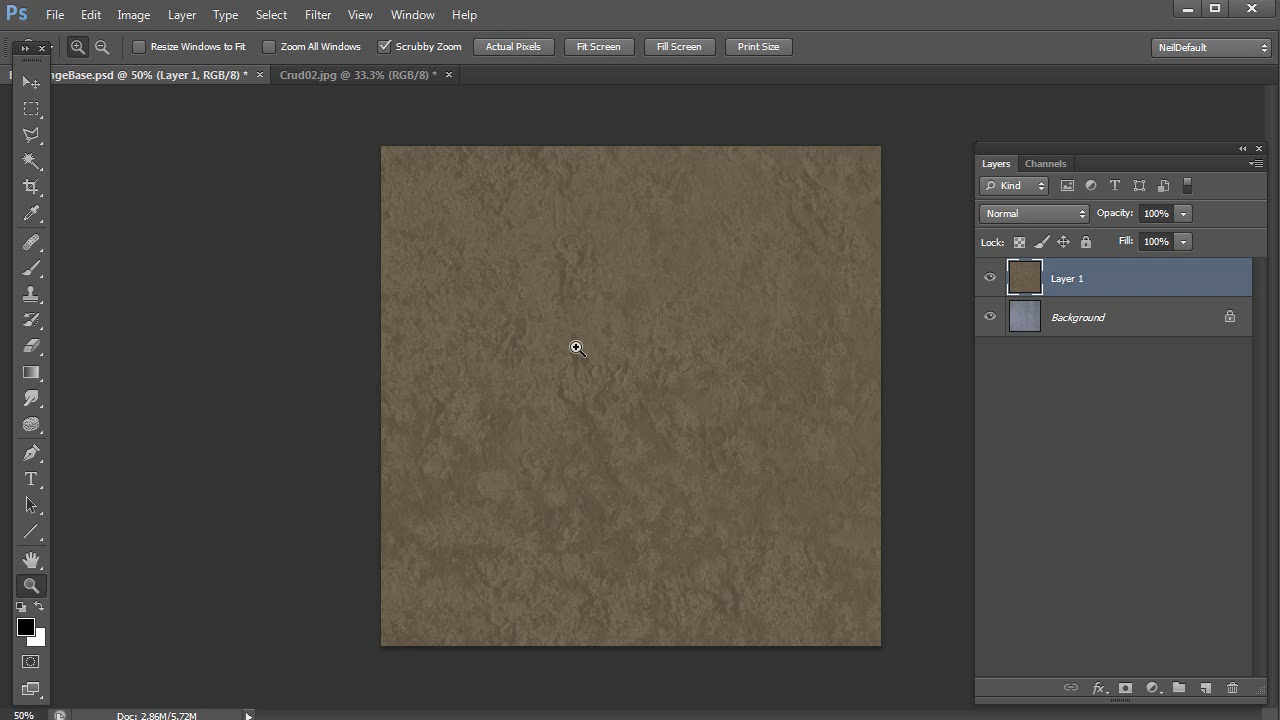 Ps File Edit Image Layer Type Select Filter View Window Help
Resize Windows to Fit Zoom All Windows Scrubby Zoom Actual Pixels Fit Screen Fill Screen Print Size NeilDefault
ngeBase.psd @ 50% (Layer 1, RGB/8) * × Crud02.jpg @ 33.3% (RGB/8) * ×
Layers Channels
Kind
Normal Opacity: 100%
Lock: Fill: 100%
Layer 1
Background
50% Doc: 2.86M/5.72M